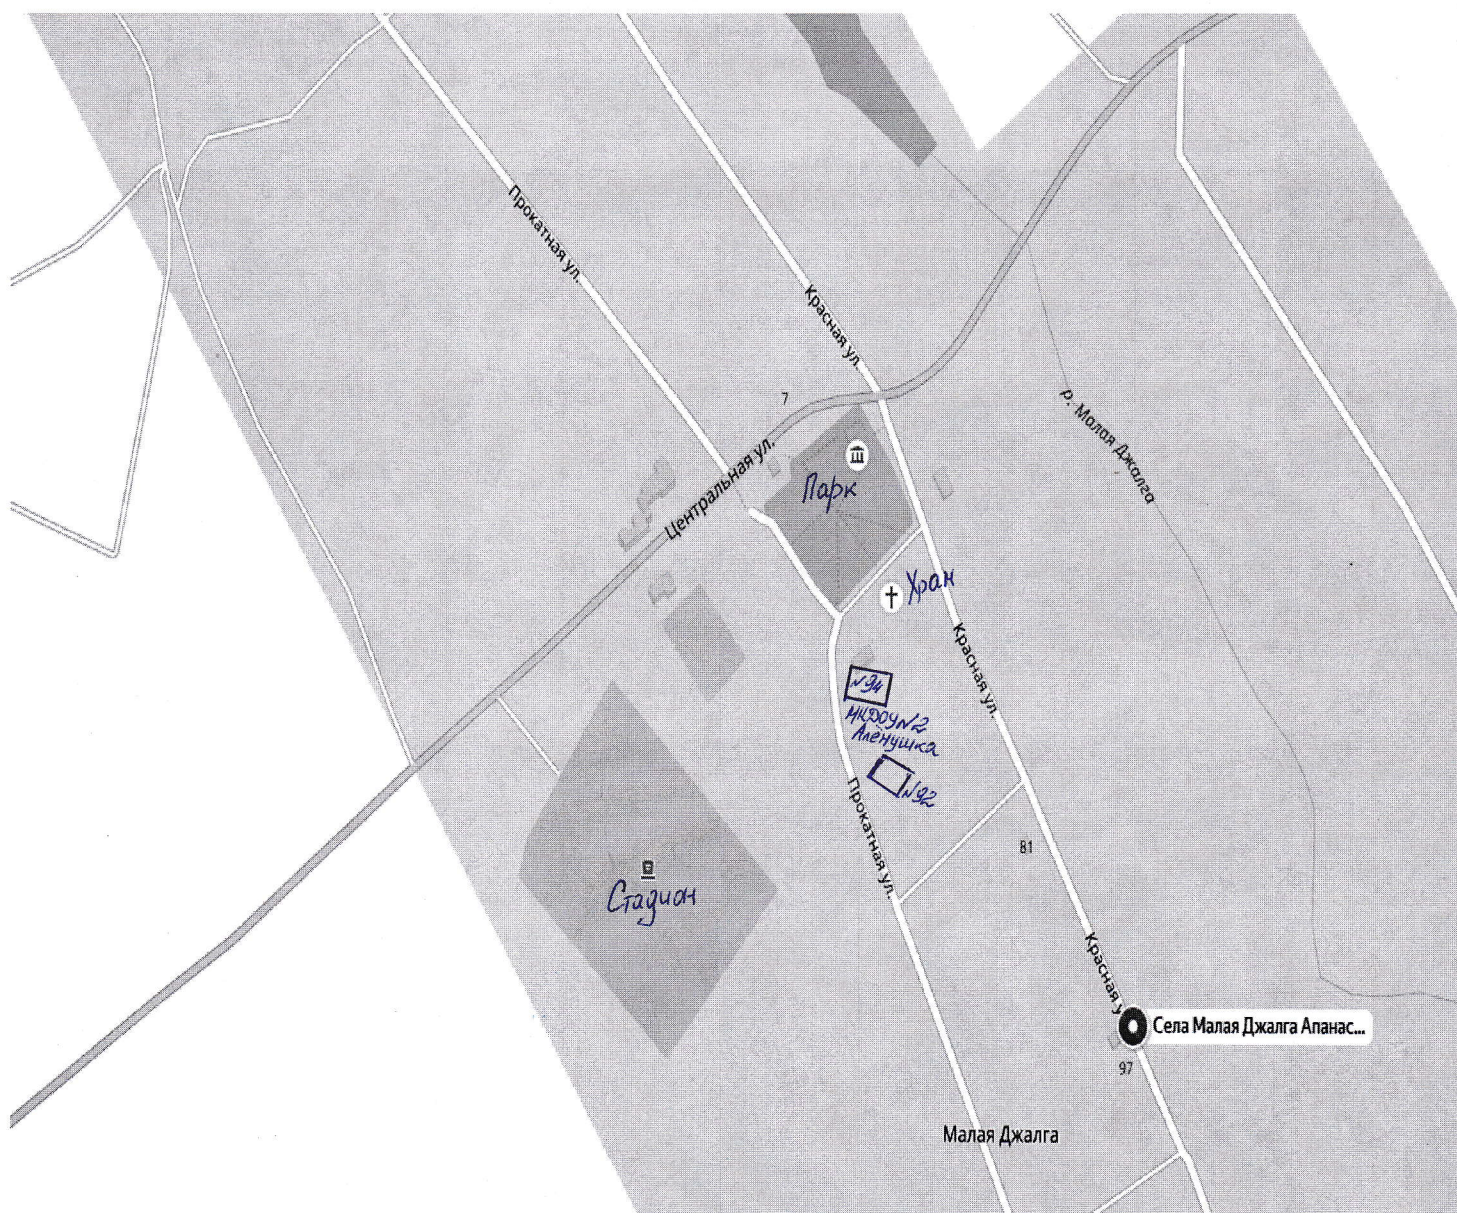 Прокатная ул.
Красная ул.
7
р. Малая Джалга
Центральная ул.
Парк
Хран
Красная ул.
№94
МКДОУ№2
Алёнушка
№92
Прокатная ул.
81
Стадион
Красная у
Села Малая Джалга Апанас...
97
Малая Джалга